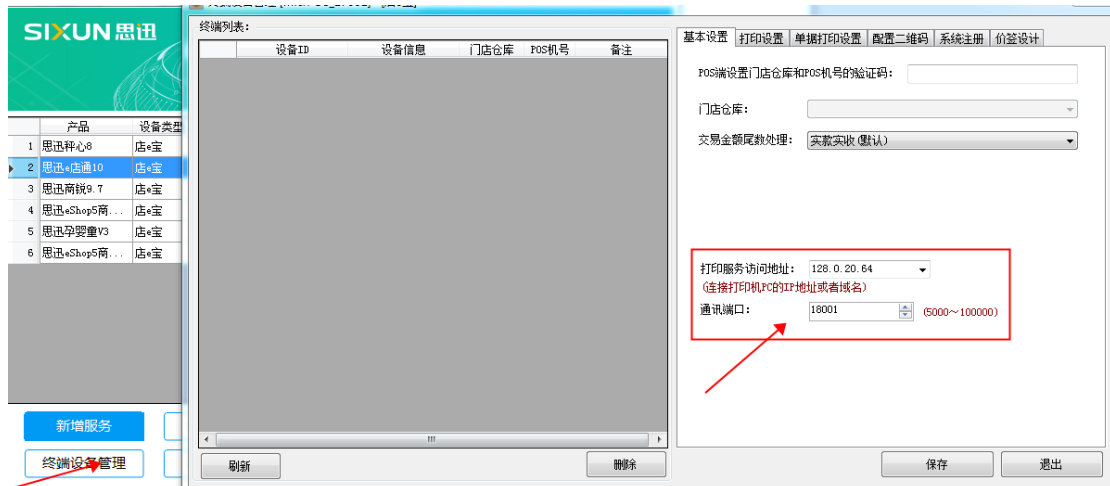 SIXUN思迅
产品 设备类型
1 思迅秤心8 店e宝
2 思迅e店通10 店e宝
3 思迅商锐9.7 店e宝
4 思迅eShop5商... 店e宝
5 思迅孕婴童V3 店e宝
6 思迅eShop5商... 店e宝
新增服务
终端设备管理
终端列表:
设备ID 设备信息 门店仓库 POS机号 备注
刷新 删除
基本设置 打印设置 单据打印设置 配置二维码 系统注册 价签设计
POS端设置门店仓库和POS机号的验证码:
门店仓库:
交易金额尾数处理: 实款实收(默认)
打印服务访问地址: 128.0.20.64
(连接打印机PC的IP地址或者域名)
通讯端口: 18001 (5000~100000)
保存 退出